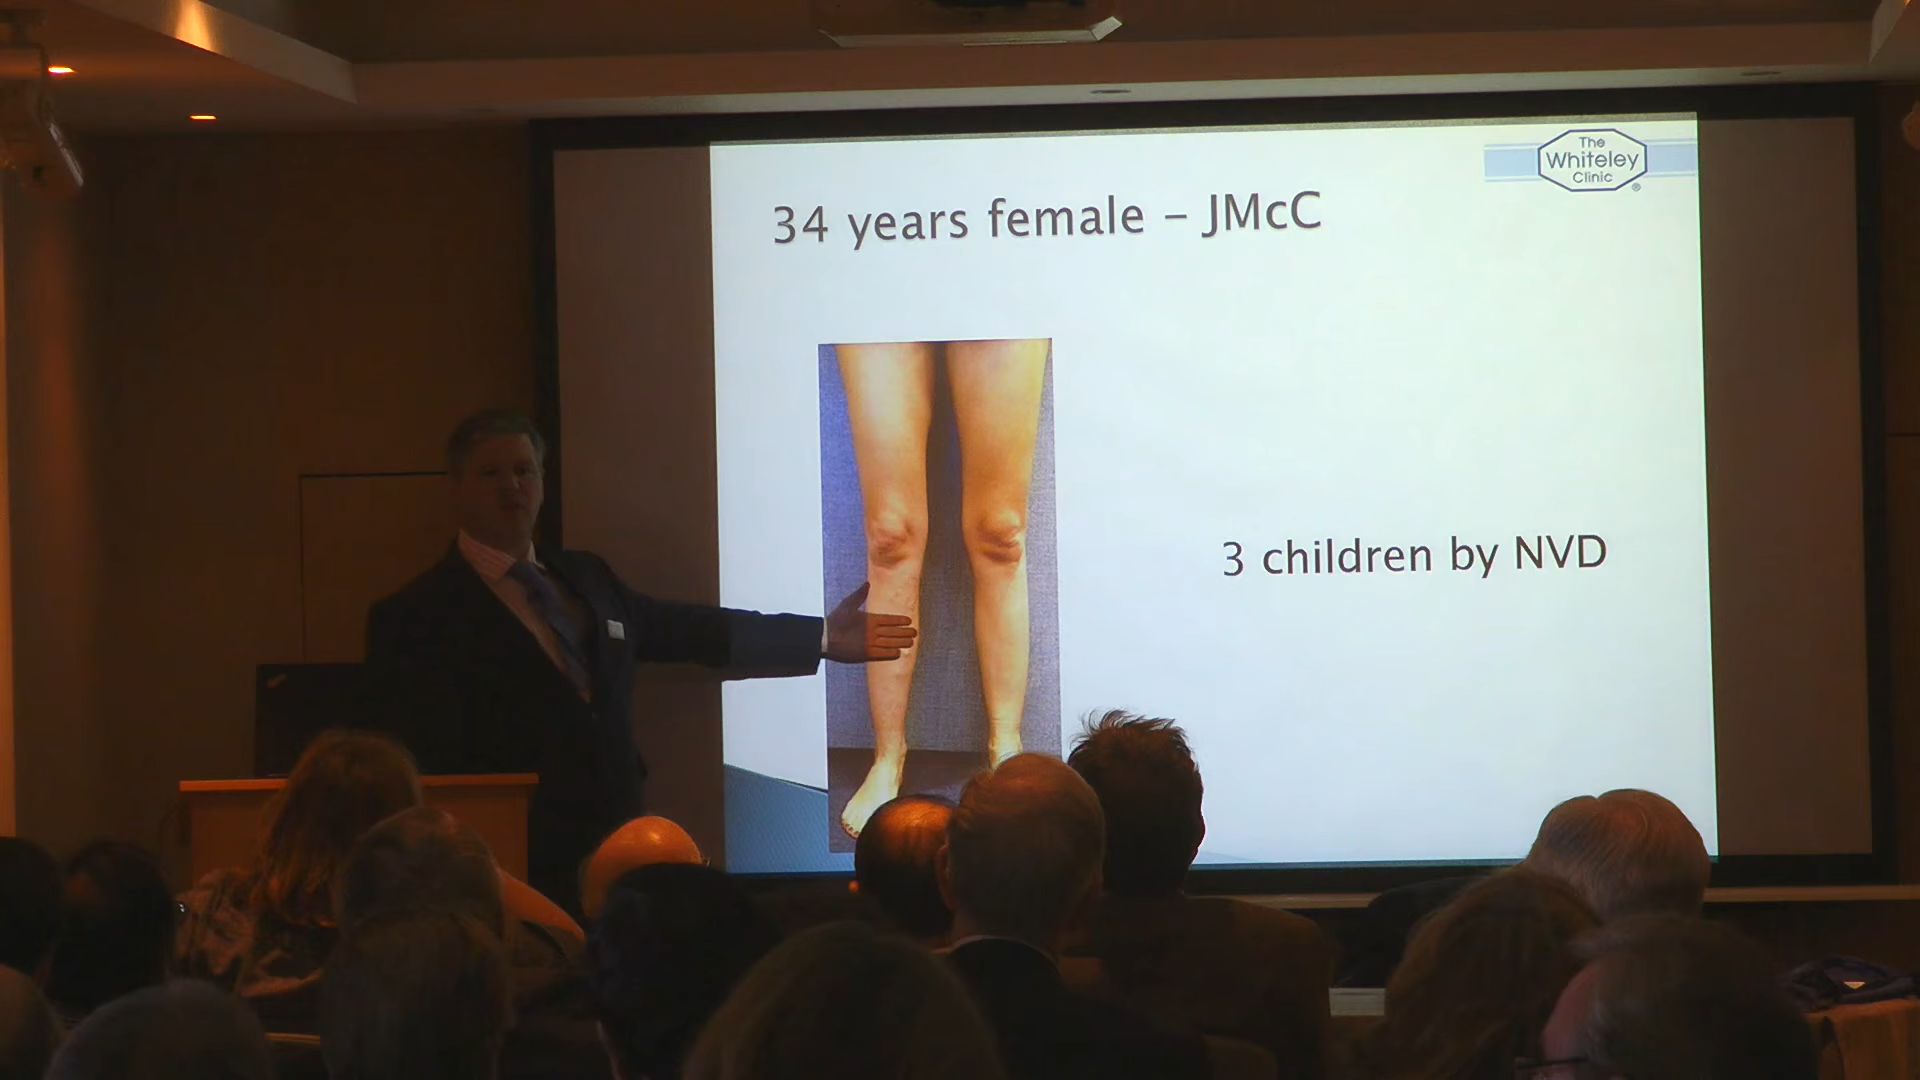 The
Whiteley
Clinic
®
34 years female – JMcC
3 children by NVD